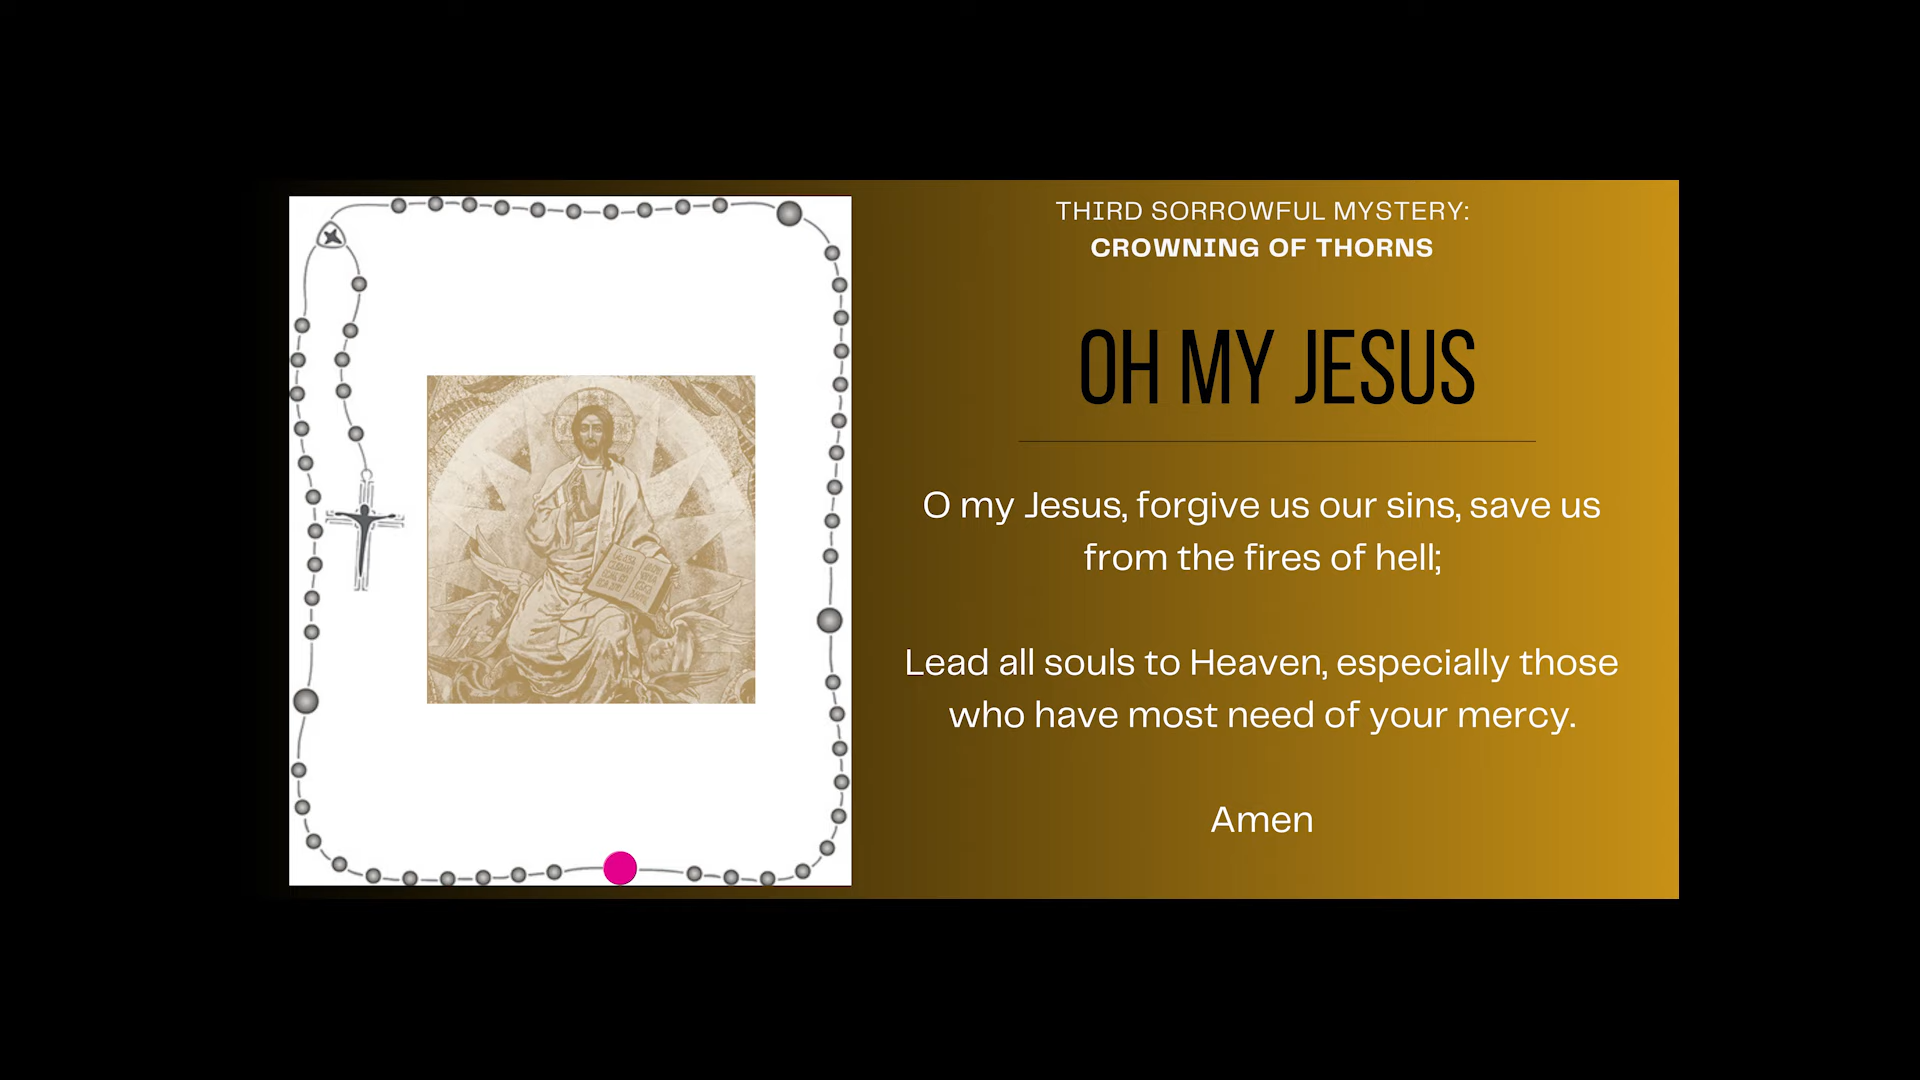 THIRD SORROWFUL MYSTERY:
CROWNING OF THORNS
OH MY JESUS
O my Jesus, forgive us our sins, save us
from the fires of hell;
Lead all souls to Heaven, especially those
who have most need of your mercy.
Amen